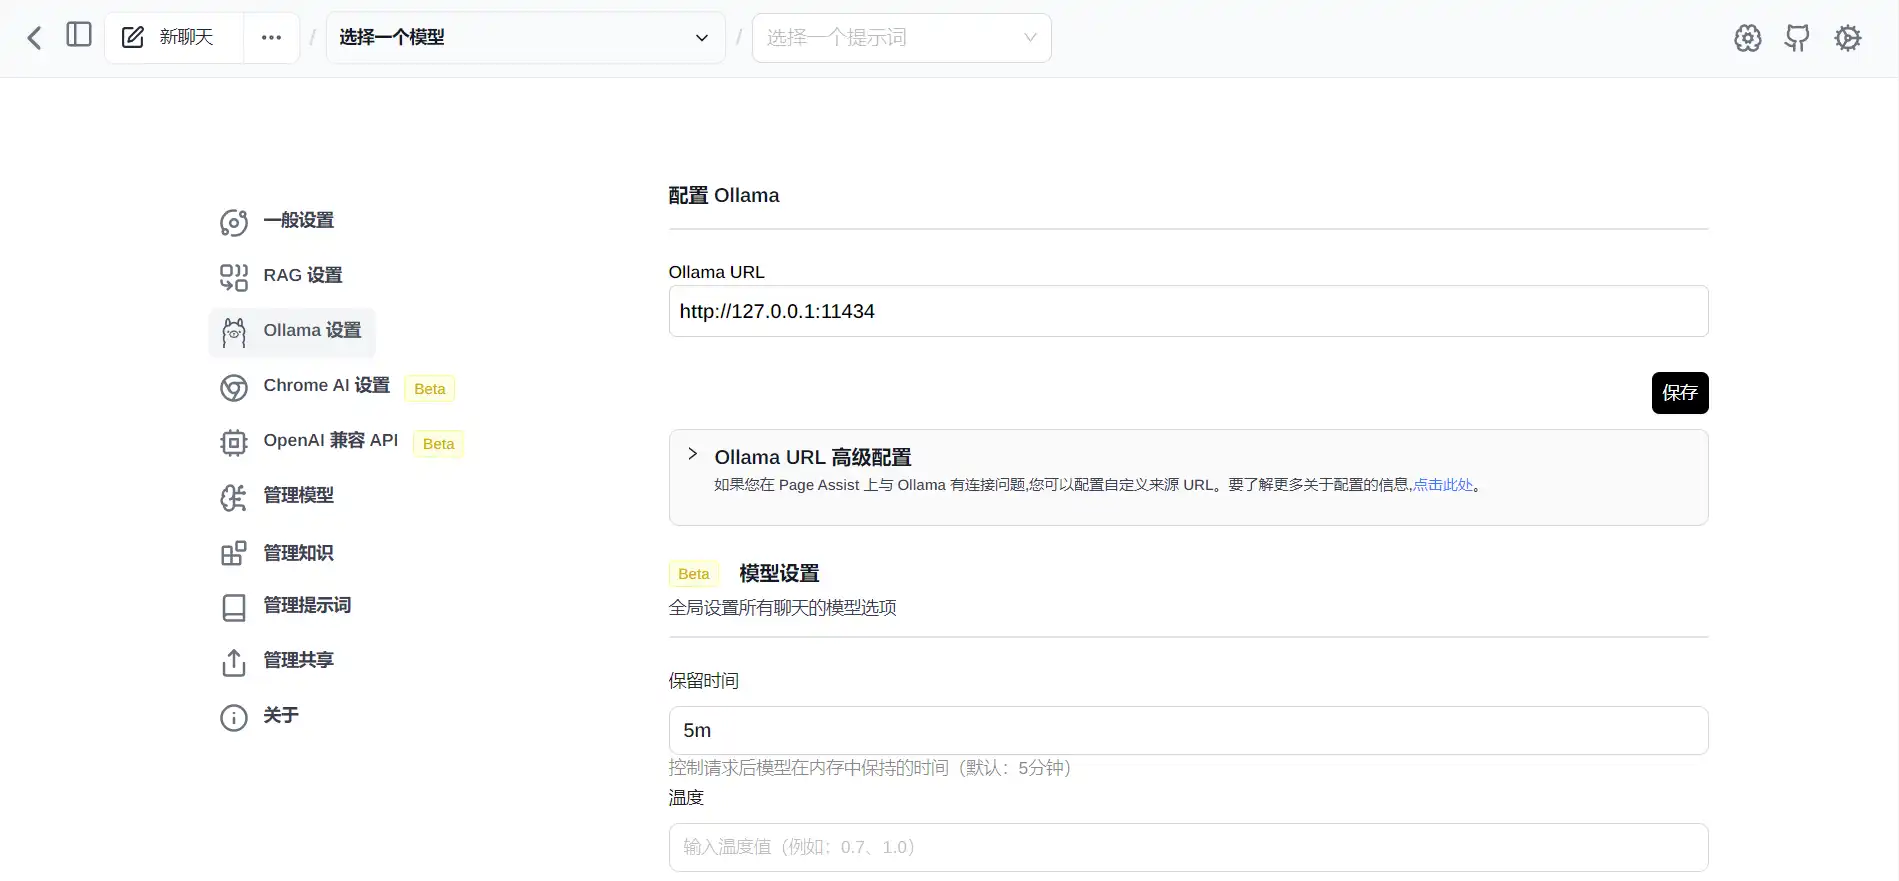 新聊天
选择一个模型
选择一个提示词
一般设置
RAG 设置
Ollama 设置
Chrome AI 设置 Beta
OpenAI 兼容 API Beta
管理模型
管理知识
管理提示词
管理共享
关于
配置 Ollama
Ollama URL
http://127.0.0.1:11434
保存
Ollama URL 高级配置
如果您在 Page Assist 上与 Ollama 有连接问题,您可以配置自定义来源 URL。要了解更多关于配置的信息,点击此处。
Beta 模型设置
全局设置所有聊天的模型选项
保留时间
5m
控制请求后模型在内存中保持的时间（默认：5分钟）
温度
输入温度值（例如：0.7、1.0）